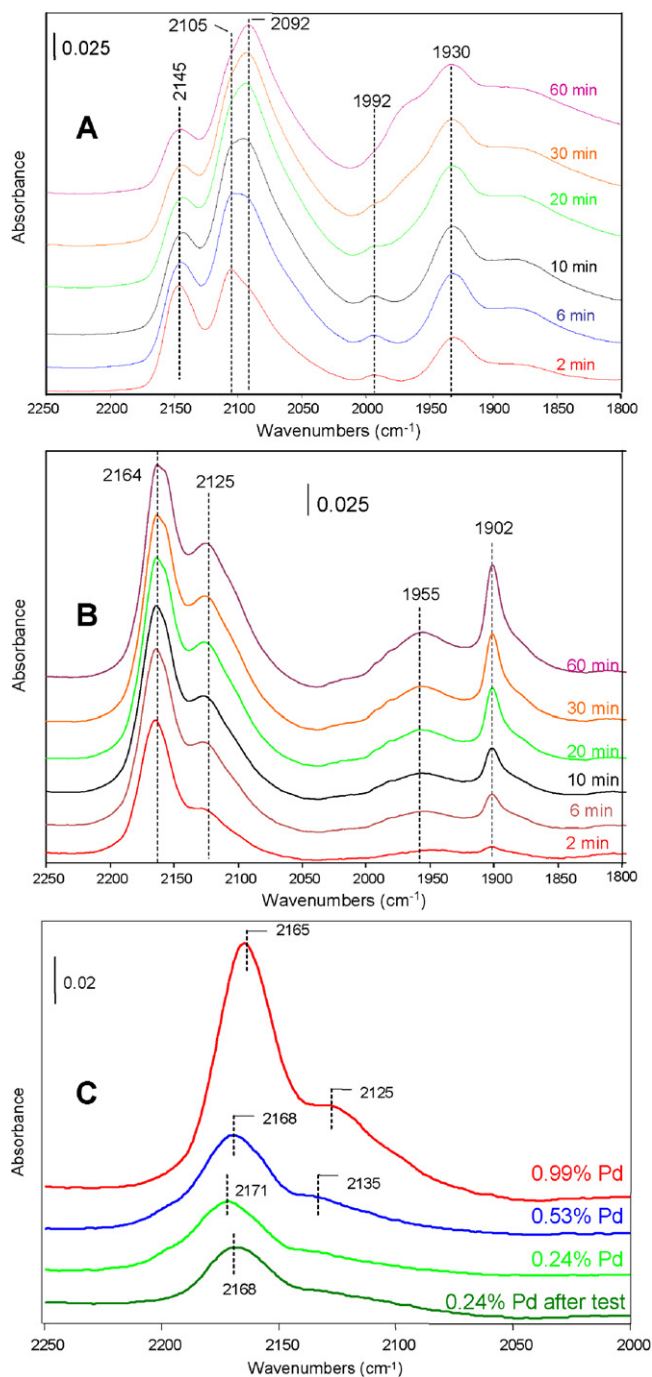 0.025
2105
2092
2145
1992
1930
A
60 min
30 min
20 min
10 min
6 min
2 min
Absorbance
2250 2200 2150 2100 2050 2000 1950 1900 1850 1800
Wavenumbers (cm⁻¹)
2164
2125
0.025
1902
1955
B
60 min
30 min
20 min
10 min
6 min
2 min
Absorbance
2250 2200 2150 2100 2050 2000 1950 1900 1850 1800
Wavenumbers (cm⁻¹)
2165
0.02
C
2125
2168
2135
2171
2168
0.99% Pd
0.53% Pd
0.24% Pd
0.24% Pd after test
Absorbance
2250 2200 2150 2100 2050 2000
Wavenumbers (cm⁻¹)